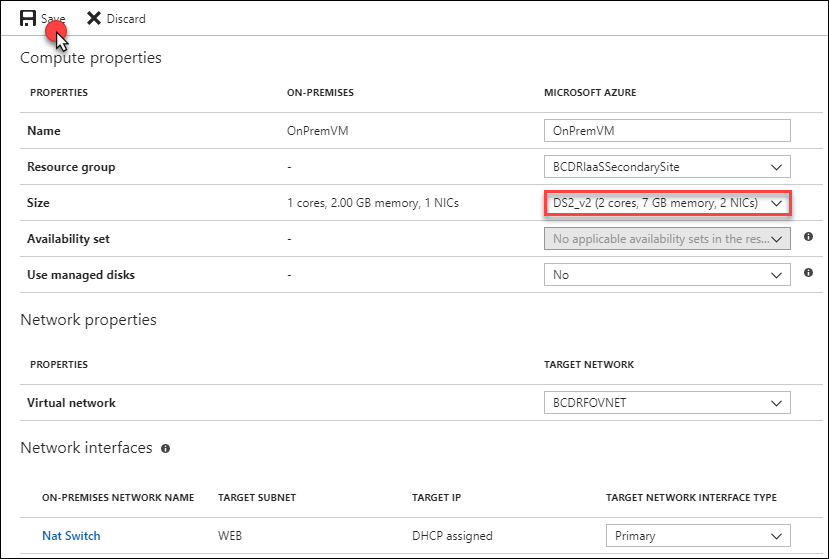 Save Discard
Compute properties
PROPERTIES ON-PREMISES MICROSOFT AZURE
Name OnPremVM OnPremVM
Resource group - BCDRIaaSSecondarySite
Size 1 cores, 2.00 GB memory, 1 NICs DS2_v2 (2 cores, 7 GB memory, 2 NICs)
Availability set - No applicable availability sets in the res...
Use managed disks - No
Network properties
PROPERTIES TARGET NETWORK
Virtual network BCDRFOVNET
Network interfaces
ON-PREMISES NETWORK NAME TARGET SUBNET TARGET IP TARGET NETWORK INTERFACE TYPE
Nat Switch WEB DHCP assigned Primary